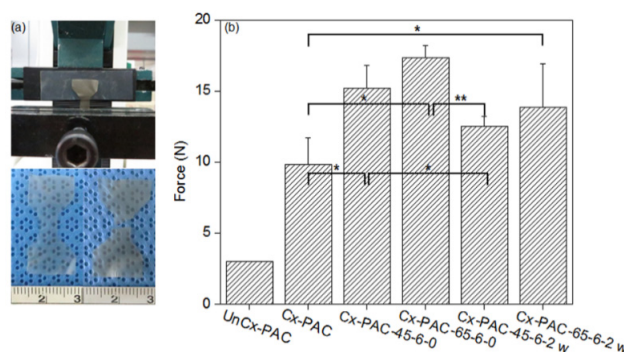 (a)
(b)
20
15
10
5
0
Force (N)
*
*
**
*
*
UnCx-PAC
Cx-PAC
Cx-PAC-45-6-0
Cx-PAC-65-6-0
Cx-PAC-45-6-2 w
Cx-PAC-65-6-2 w
2 3 2 3